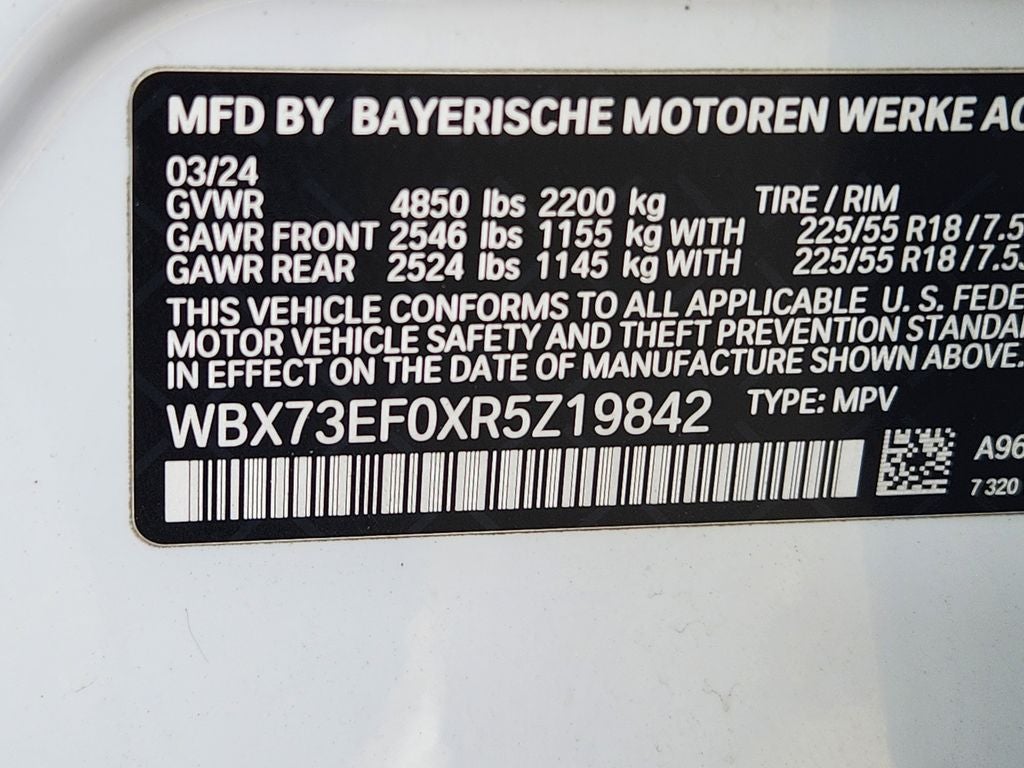 MFD BY BAYERISCHE MOTOREN WERKE AG
03/24
GVWR 4850 lbs 2200 kg TIRE / RIM
GAWR FRONT 2546 lbs 1155 kg WITH 225/55 R18 / 7.5
GAWR REAR 2524 lbs 1145 kg WITH 225/55 R18 / 7.5J
THIS VEHICLE CONFORMS TO ALL APPLICABLE U. S. FEDE
MOTOR VEHICLE SAFETY AND THEFT PREVENTION STANDA
IN EFFECT ON THE DATE OF MANUFACTURE SHOWN ABOVE.
WBX73EF0XR5Z19842 TYPE: MPV
A96
7 320